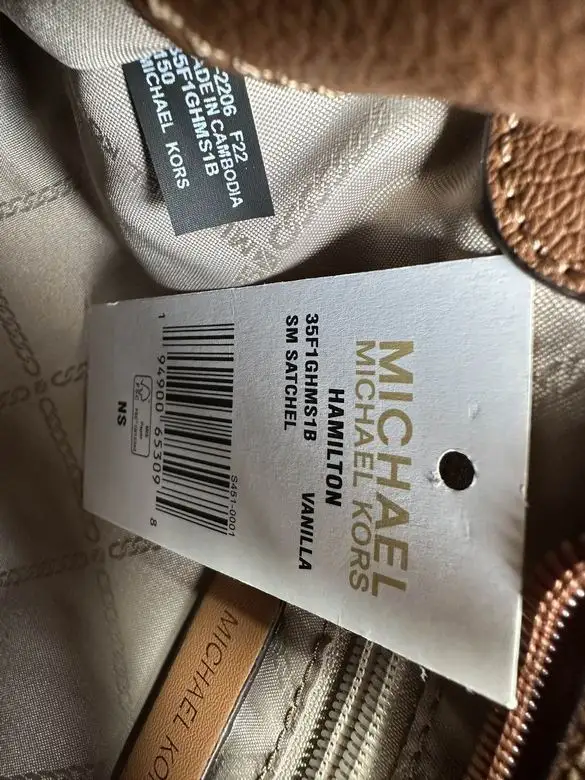 -2206 F22
MADE IN CAMBODIA
35F1GHMS1B
150
MICHAEL KORS
MICHAEL
MICHAEL KORS
HAMILTON
35F1GHMS1B VANILLA
SM SATCHEL
S451-0001
1 94900 65309 8
NS
MICHAEL KO